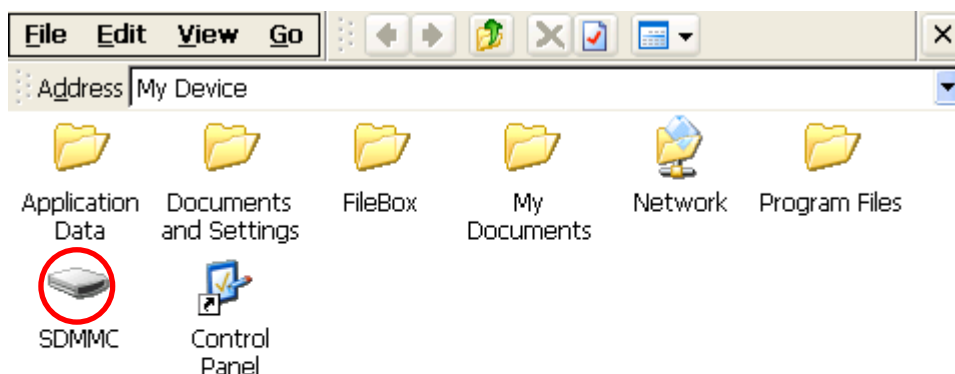 File Edit View Go
Address My Device
Application Data
Documents and Settings
FileBox
My Documents
Network
Program Files
SDMMC
Control Panel